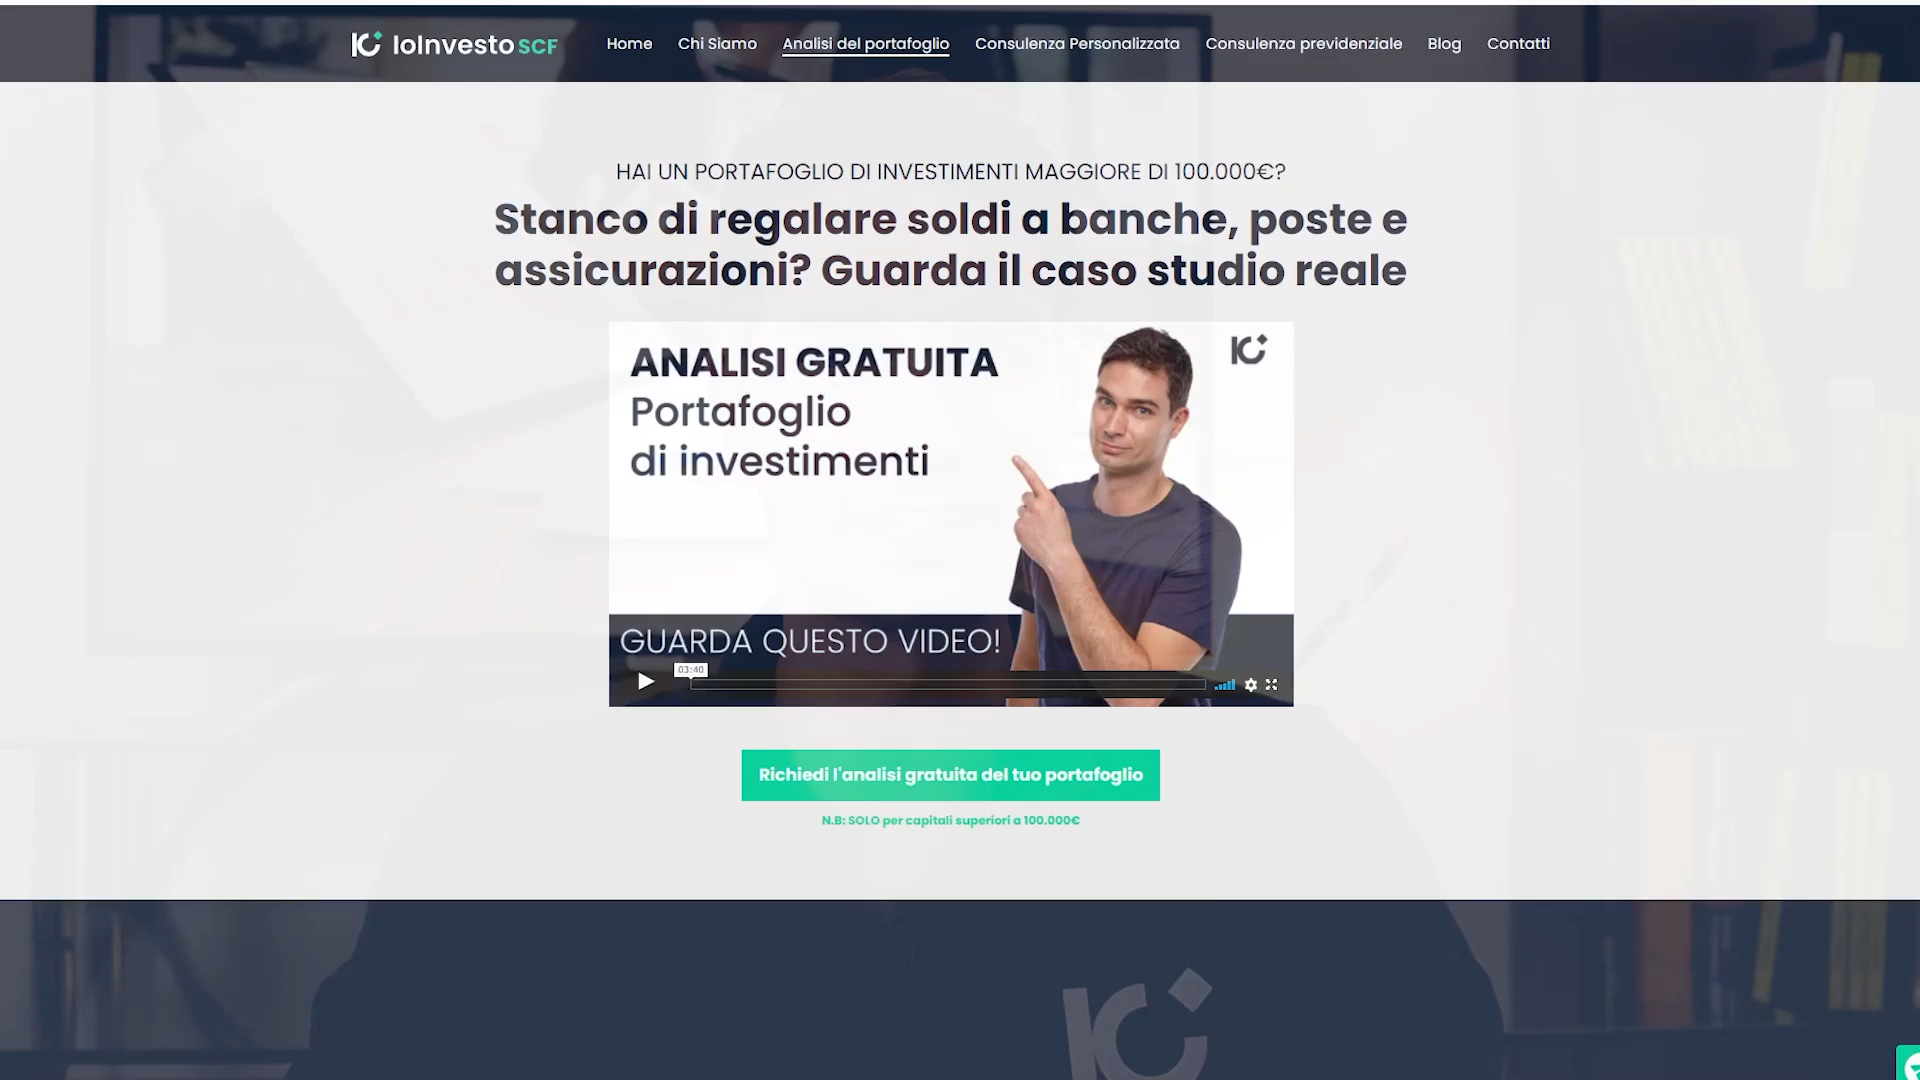 IoInvesto SCF
Home Chi Siamo Analisi del portafoglio Consulenza Personalizzata Consulenza previdenziale Blog Contatti
HAI UN PORTAFOGLIO DI INVESTIMENTI MAGGIORE DI 100.000€?
Stanco di regalare soldi a banche, poste e
assicurazioni? Guarda il caso studio reale
ANALISI GRATUITA
Portafoglio
di investimenti
GUARDA QUESTO VIDEO!
03:40
Richiedi l'analisi gratuita del tuo portafoglio
N.B: SOLO per capitali superiori a 100.000€